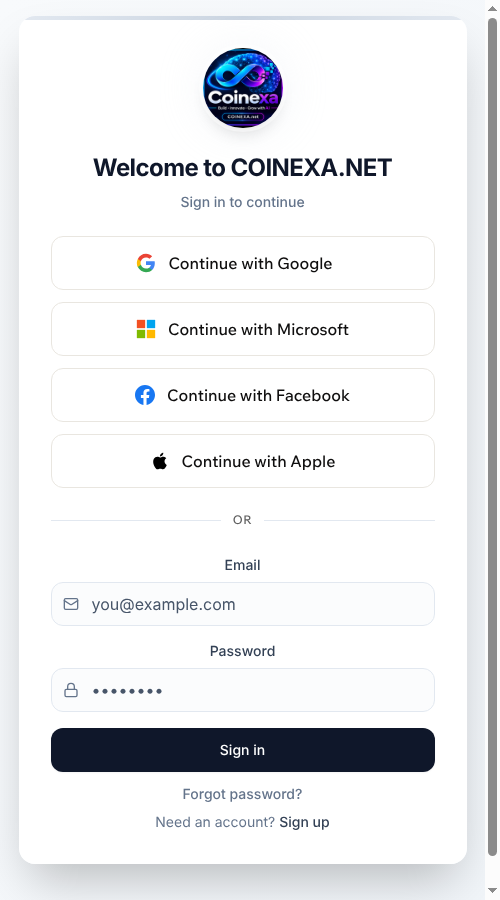 Coinexa
COINEXA.net
Welcome to COINEXA.NET
Sign in to continue
Continue with Google
Continue with Microsoft
Continue with Facebook
Continue with Apple
OR
Email
you@example.com
Password
Sign in
Forgot password?
Need an account? Sign up